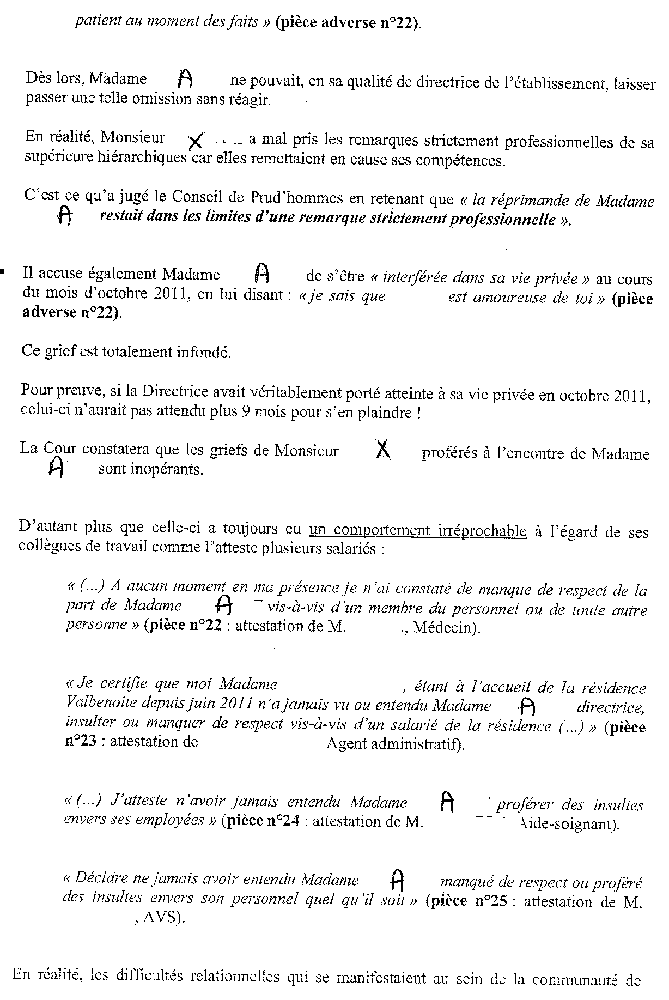 patient au moment des faits » (pièce adverse n°22).
Dès lors, Madame A ne pouvait, en sa qualité de directrice de l'établissement, laisser
passer une telle omission sans réagir.
En réalité, Monsieur X a mal pris les remarques strictement professionnelles de sa
supérieure hiérarchiques car elles remettaient en cause ses compétences.
C'est ce qu'a jugé le Conseil de Prud'hommes en retenant que « la réprimande de Madame
A restait dans les limites d'une remarque strictement professionnelle ».
Il accuse également Madame A de s'être « interférée dans sa vie privée » au cours
du mois d'octobre 2011, en lui disant : « je sais que est amoureuse de toi » (pièce
adverse n°22).
Ce grief est totalement infondé.
Pour preuve, si la Directrice avait véritablement porté atteinte à sa vie privée en octobre 2011,
celui-ci n'aurait pas attendu plus 9 mois pour s'en plaindre !
La Cour constatera que les griefs de Monsieur X proférés à l'encontre de Madame
A sont inopérants.
D'autant plus que celle-ci a toujours eu un comportement irréprochable à l'égard de ses
collègues de travail comme l'atteste plusieurs salariés :
« (...) A aucun moment en ma présence je n'ai constaté de manque de respect de la
part de Madame A vis-à-vis d'un membre du personnel ou de toute autre
personne » (pièce n°22 : attestation de M. ., Médecin).
« Je certifie que moi Madame , étant à l'accueil de la résidence
Valbenoite depuis juin 2011 n'a jamais vu ou entendu Madame A directrice,
insulter ou manquer de respect vis-à-vis d'un salarié de la résidence (...) » (pièce
n°23 : attestation de Agent administratif).
« (...) J'atteste n'avoir jamais entendu Madame A proférer des insultes
envers ses employées » (pièce n°24 : attestation de M. Aide-soignant).
« Déclare ne jamais avoir entendu Madame A manqué de respect ou proféré
des insultes envers son personnel quel qu'il soit » (pièce n°25 : attestation de M.
, AVS).
En réalité, les difficultés relationnelles qui se manifestaient au sein de la communauté de